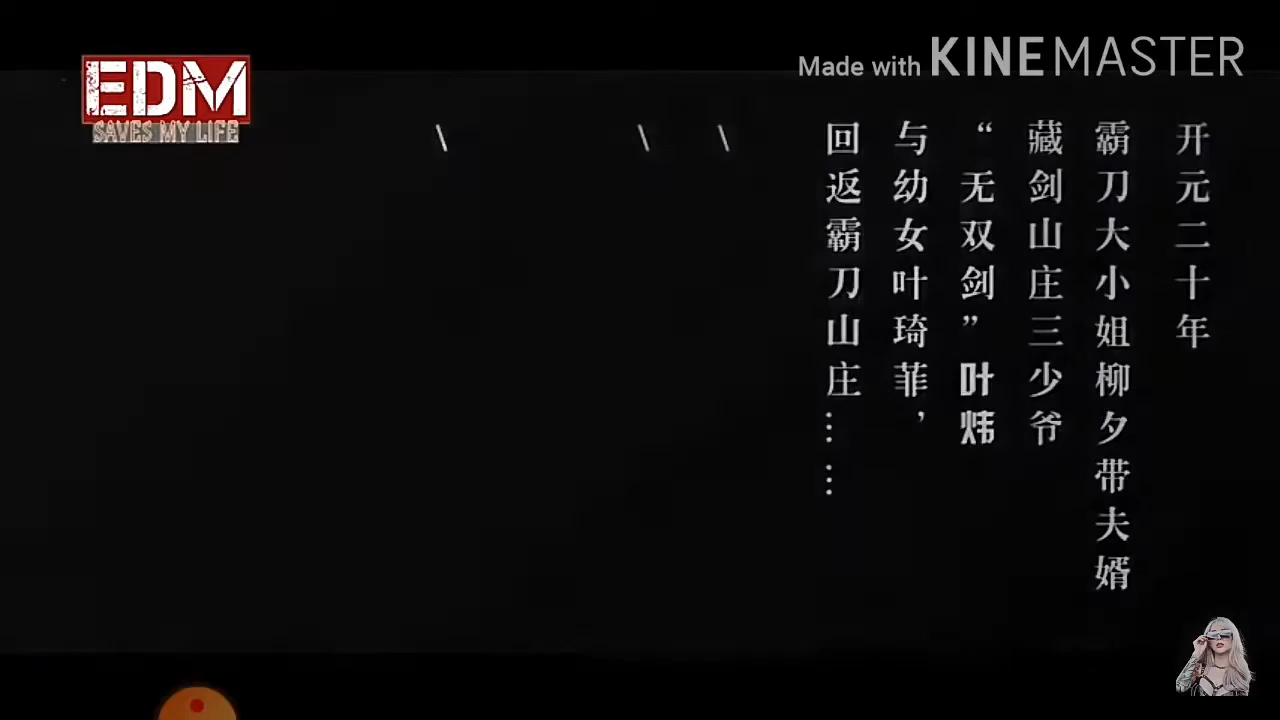 EDM
SAVES MY LIFE
Made with KINEMASTER
开元二十年
霸刀大小姐柳夕带夫婿
藏剑山庄三少爷
“无双剑”叶炜
与幼女叶琦菲，
回返霸刀山庄……